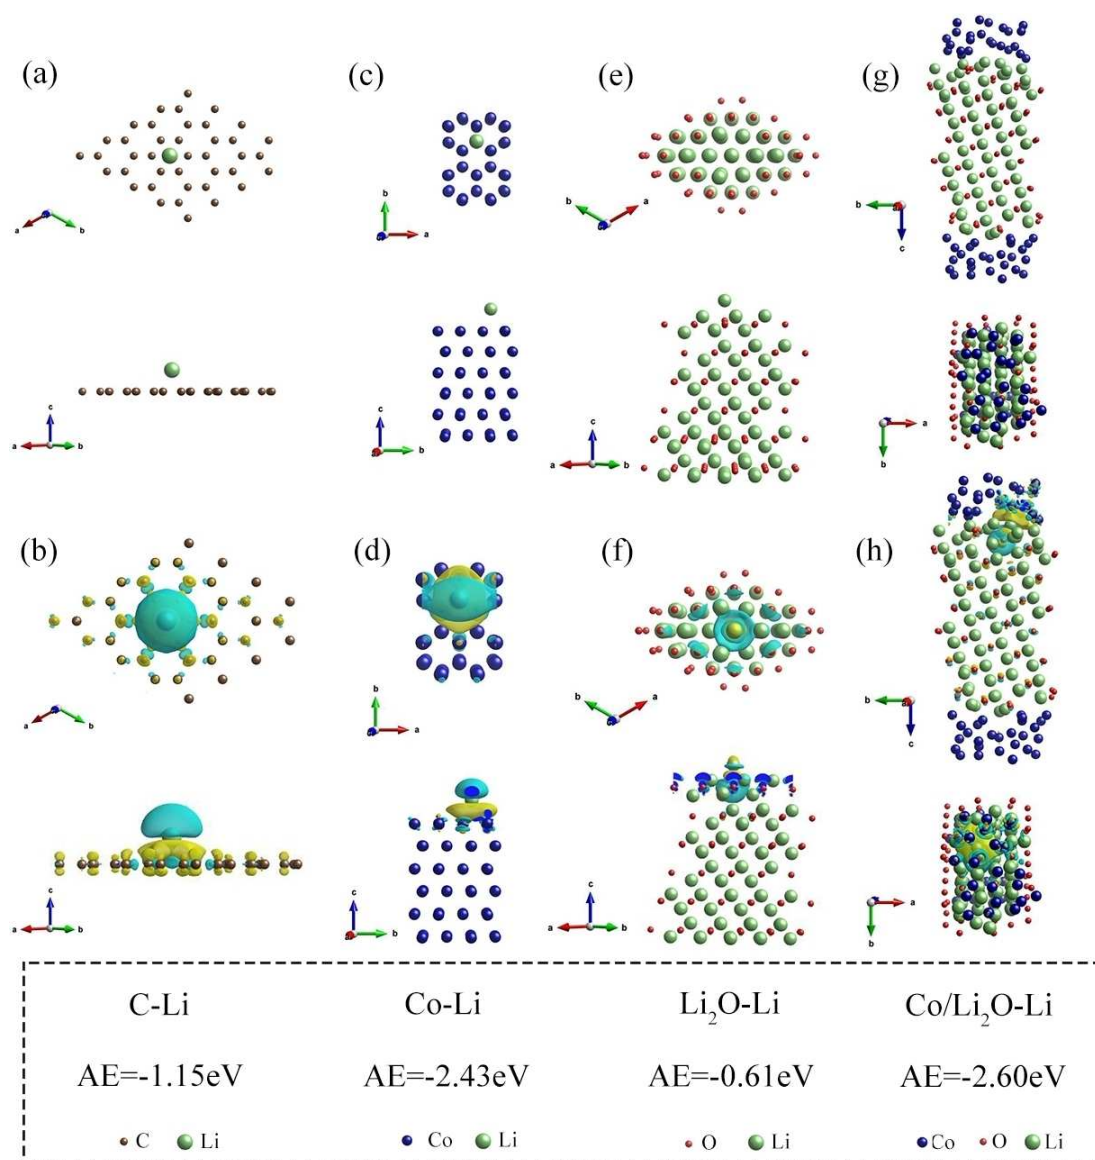 (a) (c) (e) (g)
b a b
a b a
b
c
c
a b
c
b
c
a b
a
b
(b) (d) (f) (h)
a b
b
a
b a
b
c
c
a b
c
b
c
a b
a
b
C-Li Co-Li Li₂O-Li Co/Li₂O-Li
AE=-1.15eV AE=-2.43eV AE=-0.61eV AE=-2.60eV
C Li Co Li O Li Co O Li